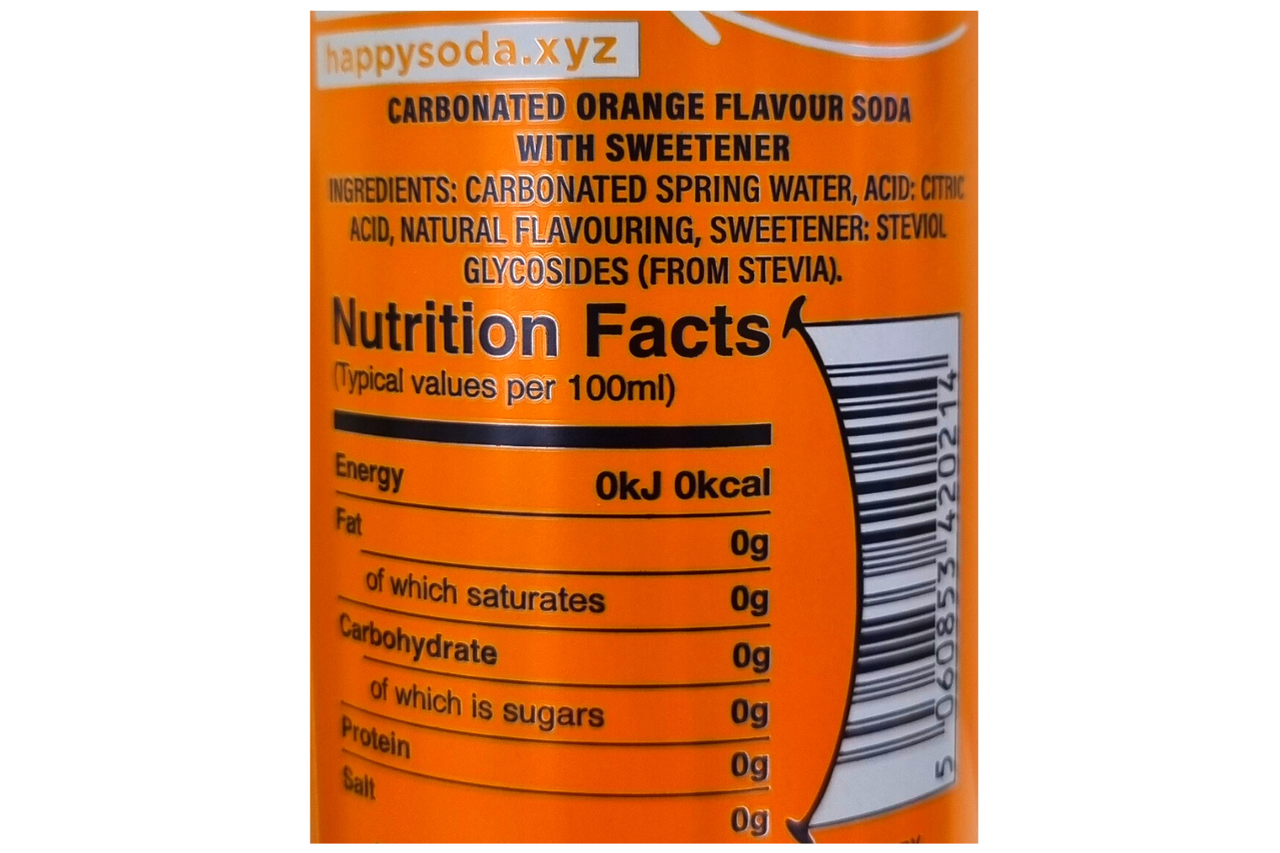 happysoda.xyz
CARBONATED ORANGE FLAVOUR SODA
WITH SWEETENER
INGREDIENTS: CARBONATED SPRING WATER, ACID: CITRIC
ACID, NATURAL FLAVOURING, SWEETENER: STEVIOL
GLYCOSIDES (FROM STEVIA).
Nutrition Facts
(Typical values per 100ml)
Energy 0kJ 0kcal
Fat 0g
of which saturates 0g
Carbohydrate 0g
of which is sugars 0g
Protein 0g
Salt 0g
5 060853 420214